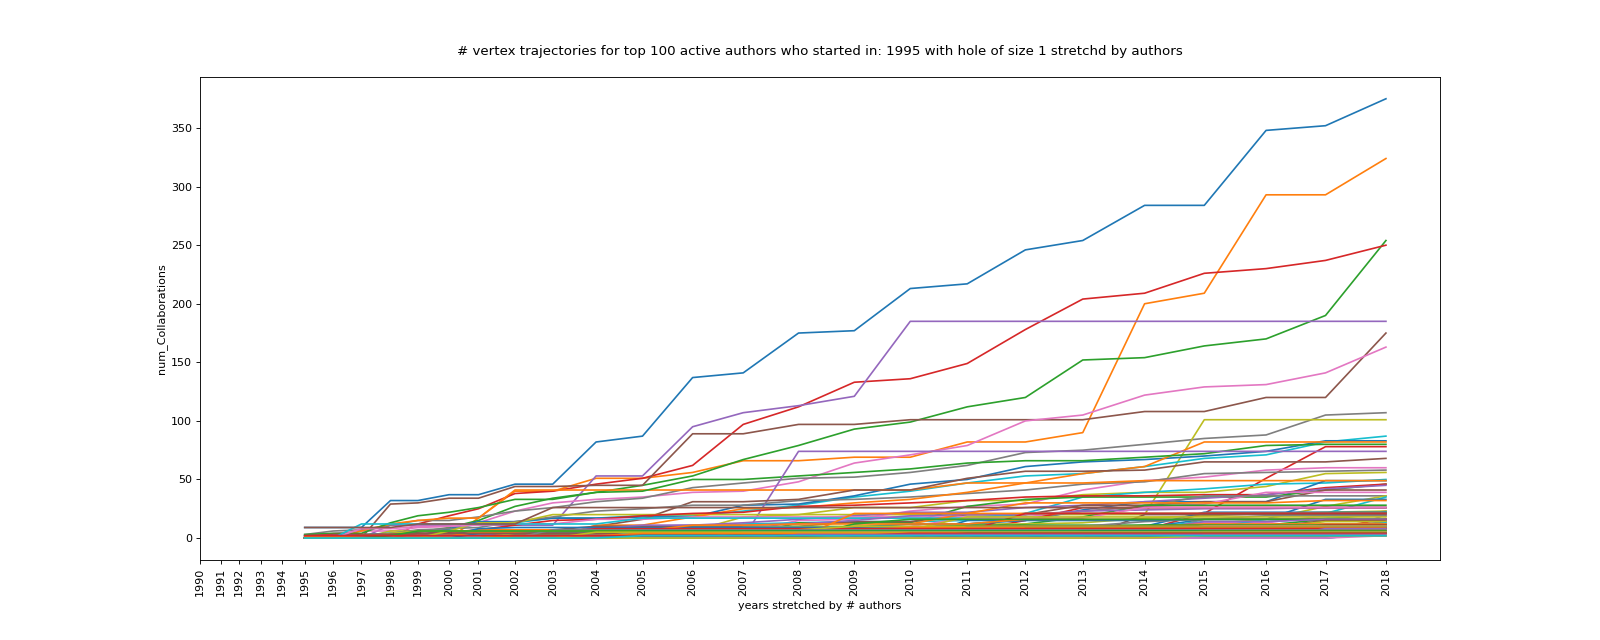 # vertex trajectories for top 100 active authors who started in: 1995 with hole of size 1 stretchd by authors
350
300
250
200
150
100
50
0
num_Collaborations
1990 1991 1992 1993 1994 1995 1996 1997 1998 1999 2000 2001 2002 2003 2004 2005 2006 2007 2008 2009 2010 2011 2012 2013 2014 2015 2016 2017 2018
years stretched by # authors